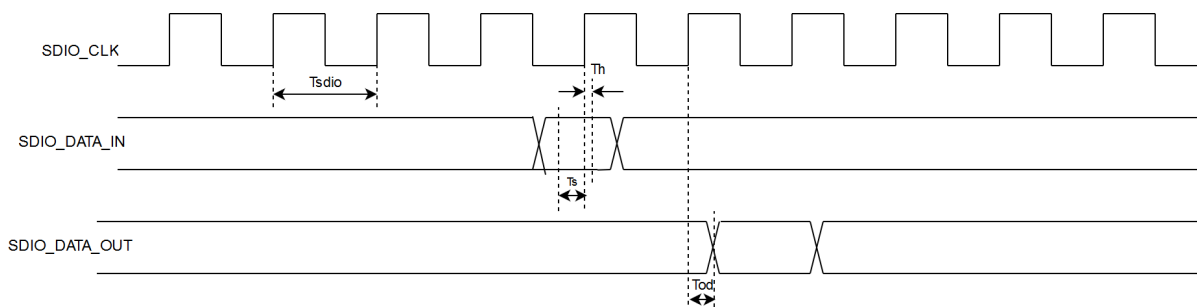 SDIO_CLK
Th
Tsdio
SDIO_DATA_IN
Ts
SDIO_DATA_OUT
Tod